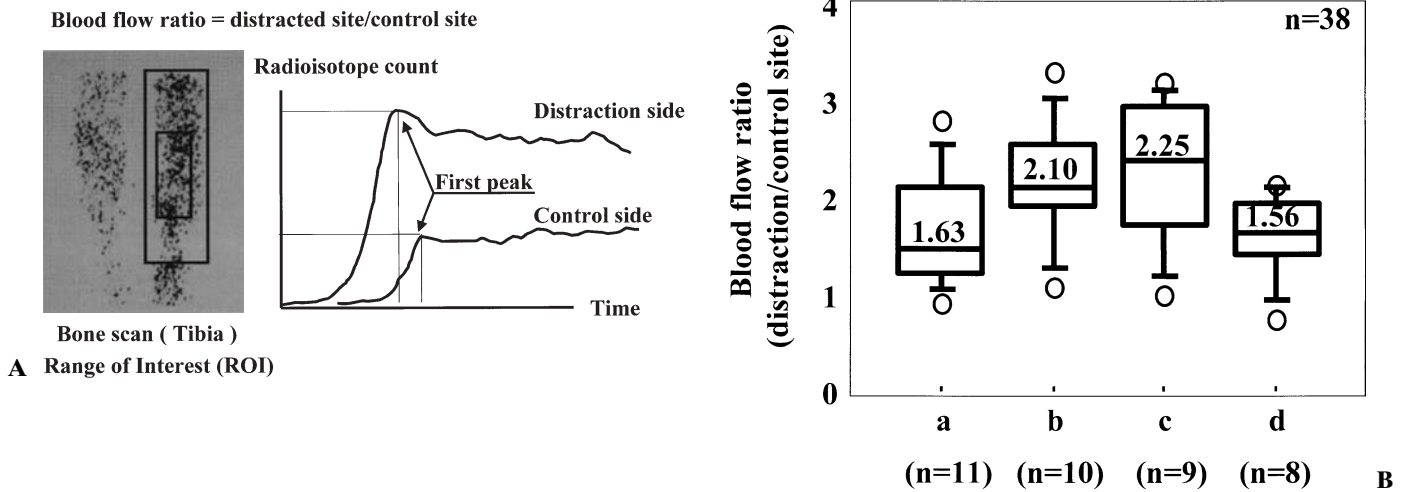 Blood flow ratio = distracted site/control site
Radioisotope count
Distraction side
First peak
Control side
Time
Bone scan ( Tibia )
A Range of Interest (ROI)
Blood flow ratio
(distraction/control site)
n=38
4
3
2
1
0
1.63
2.10
2.25
1.56
a b c d
(n=11) (n=10) (n=9) (n=8)
B